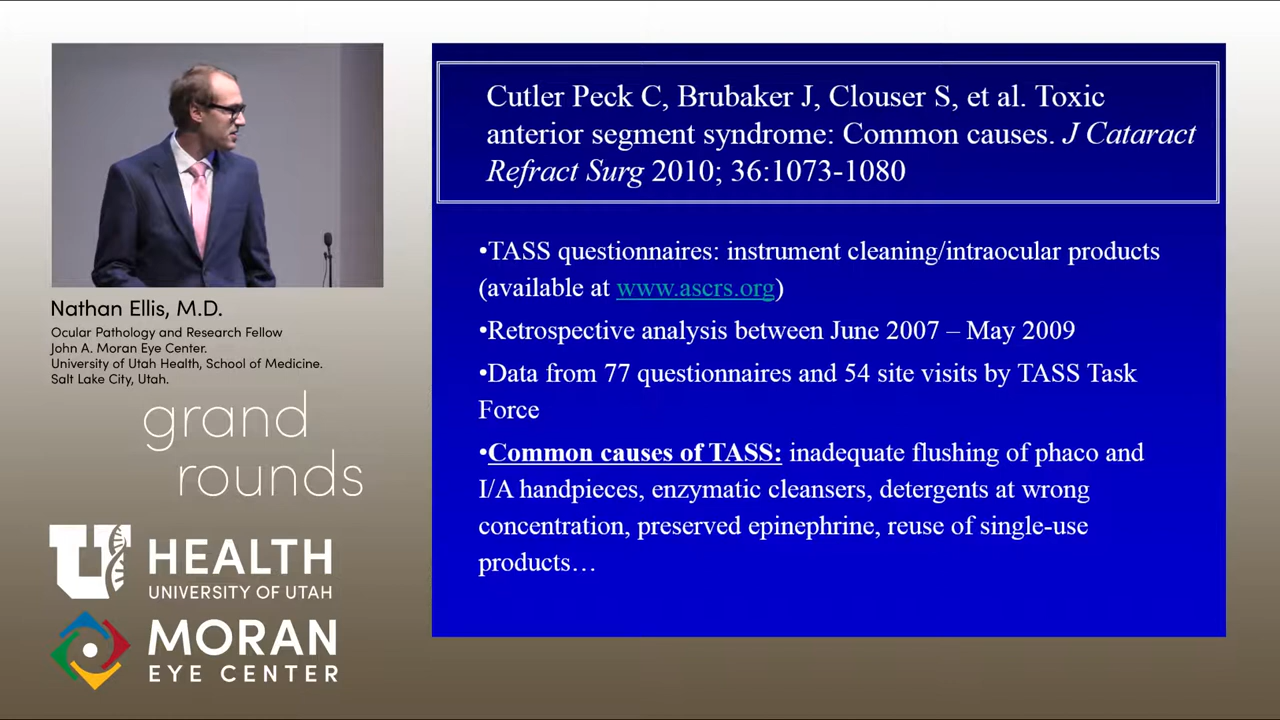 Nathan Ellis, M.D.
Ocular Pathology and Research Fellow
John A. Moran Eye Center.
University of Utah Health, School of Medicine.
Salt Lake City, Utah.
grand
rounds
U HEALTH
UNIVERSITY OF UTAH
MORAN
EYE CENTER
Cutler Peck C, Brubaker J, Clouser S, et al. Toxic
anterior segment syndrome: Common causes. J Cataract
Refract Surg 2010; 36:1073-1080
•TASS questionnaires: instrument cleaning/intraocular products
(available at www.ascrs.org)
•Retrospective analysis between June 2007 – May 2009
•Data from 77 questionnaires and 54 site visits by TASS Task
Force
•Common causes of TASS: inadequate flushing of phaco and
I/A handpieces, enzymatic cleansers, detergents at wrong
concentration, preserved epinephrine, reuse of single-use
products…